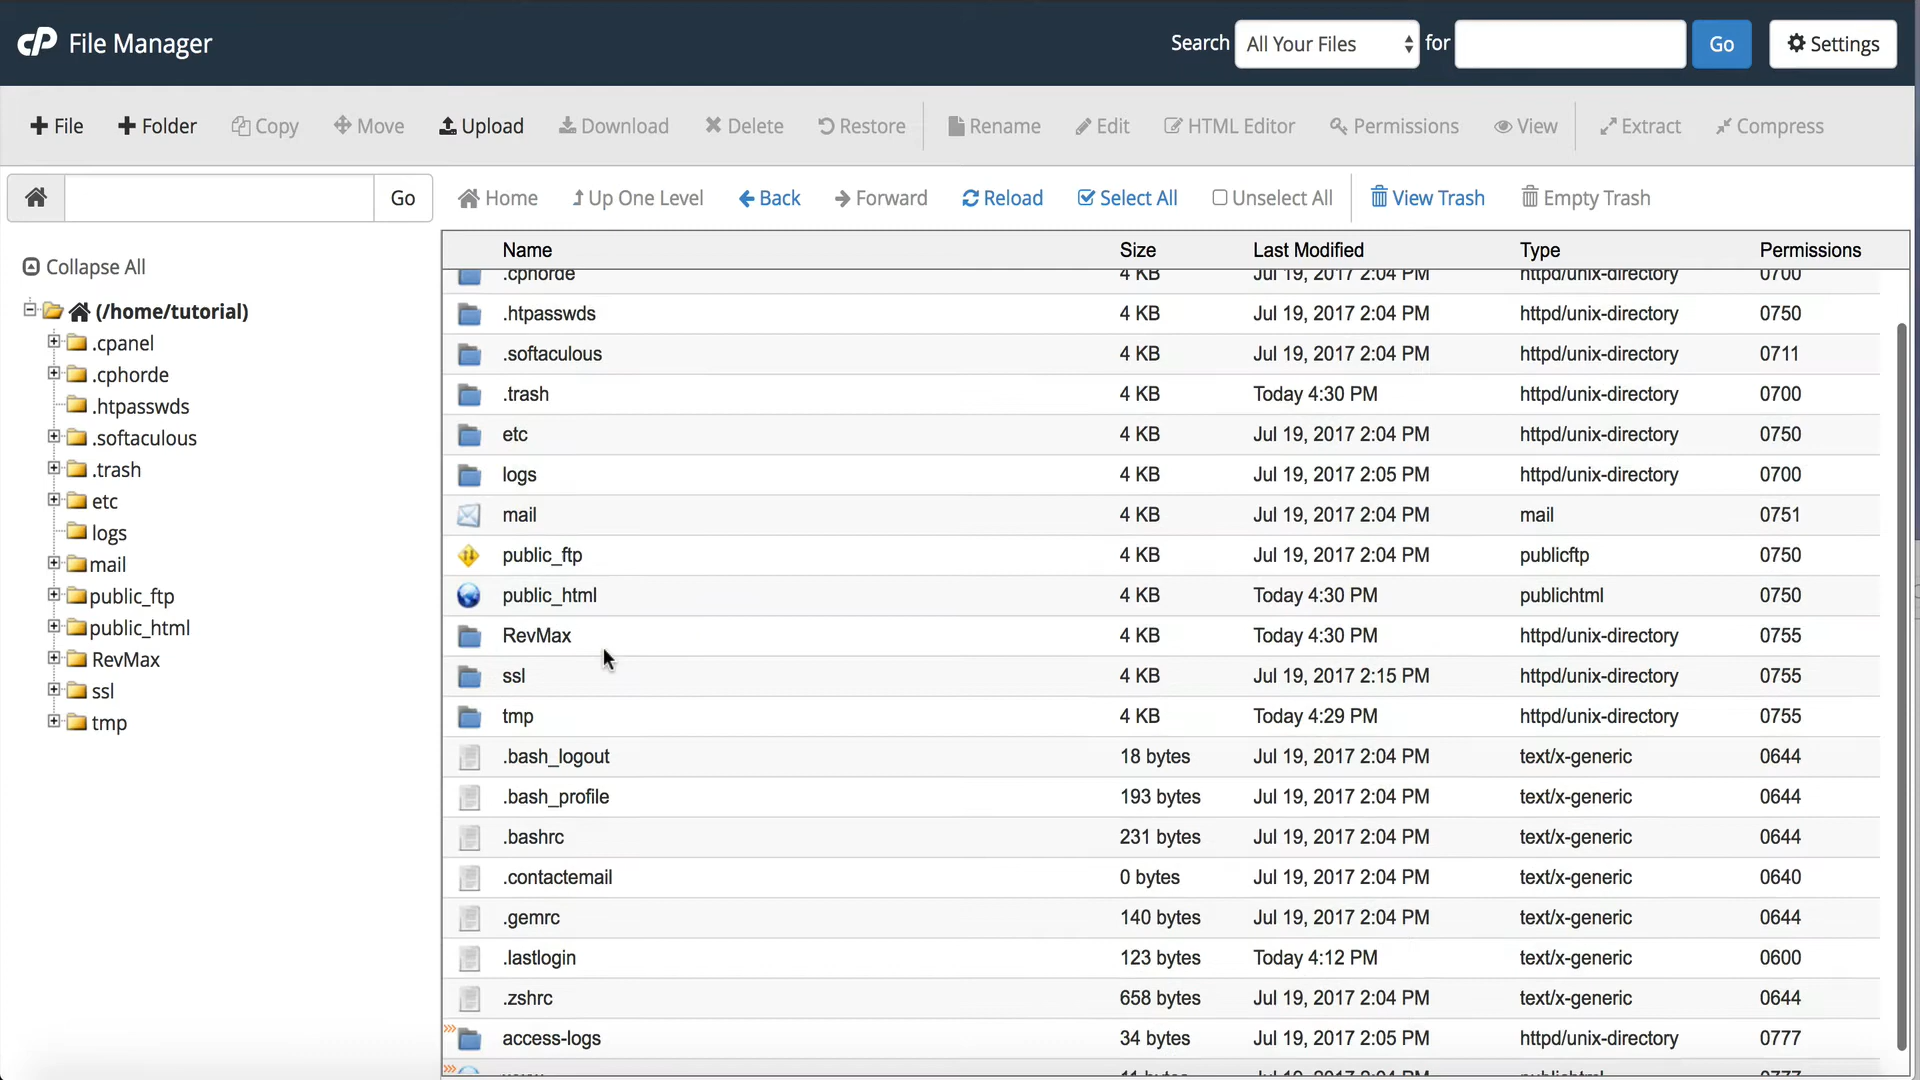 cP File Manager
Search All Your Files for Go Settings
File Folder Copy Move Upload Download Delete Restore Rename Edit HTML Editor Permissions View Extract Compress
Go Home Up One Level Back Forward Reload Select All Unselect All View Trash Empty Trash
Collapse All
(/home/tutorial)
.cpanel
.cphorde
.htpasswds
.softaculous
.trash
etc
logs
mail
public_ftp
public_html
RevMax
ssl
tmp
Name Size Last Modified Type Permissions
.cphorde 4 KB Jul 19, 2017 2:04 PM httpd/unix-directory 0700
.htpasswds 4 KB Jul 19, 2017 2:04 PM httpd/unix-directory 0750
.softaculous 4 KB Jul 19, 2017 2:04 PM httpd/unix-directory 0711
.trash 4 KB Today 4:30 PM httpd/unix-directory 0700
etc 4 KB Jul 19, 2017 2:04 PM httpd/unix-directory 0750
logs 4 KB Jul 19, 2017 2:05 PM httpd/unix-directory 0700
mail 4 KB Jul 19, 2017 2:04 PM mail 0751
public_ftp 4 KB Jul 19, 2017 2:04 PM publicftp 0750
public_html 4 KB Today 4:30 PM publichtml 0750
RevMax 4 KB Today 4:30 PM httpd/unix-directory 0755
ssl 4 KB Jul 19, 2017 2:15 PM httpd/unix-directory 0755
tmp 4 KB Today 4:29 PM httpd/unix-directory 0755
.bash_logout 18 bytes Jul 19, 2017 2:04 PM text/x-generic 0644
.bash_profile 193 bytes Jul 19, 2017 2:04 PM text/x-generic 0644
.bashrc 231 bytes Jul 19, 2017 2:04 PM text/x-generic 0644
.contactemail 0 bytes Jul 19, 2017 2:04 PM text/x-generic 0640
.gemrc 140 bytes Jul 19, 2017 2:04 PM text/x-generic 0644
.lastlogin 123 bytes Today 4:12 PM text/x-generic 0600
.zshrc 658 bytes Jul 19, 2017 2:04 PM text/x-generic 0644
access-logs 34 bytes Jul 19, 2017 2:05 PM httpd/unix-directory 0777